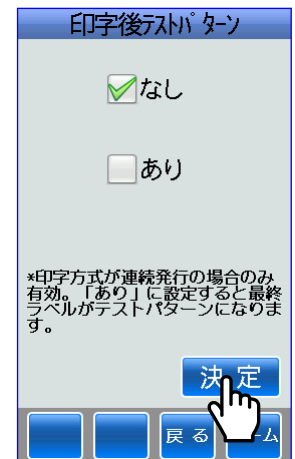 印字後ﾃｽﾄﾊﾟﾀｰﾝ
なし
あり
*印字方式が連続発行の場合のみ
有効。「あり」に設定すると最終
ラベルがテストパターンになりま
す。
決定
戻る
ーム